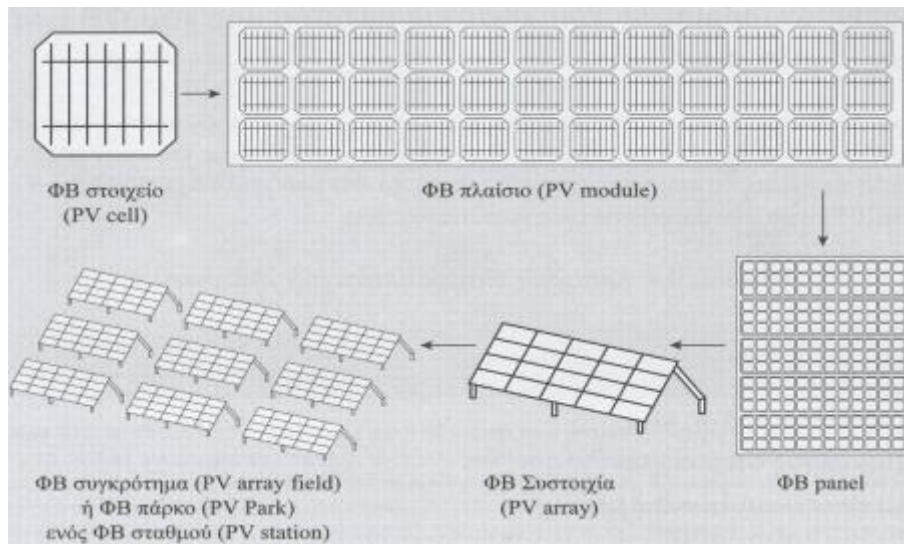 ΦΒ στοιχείο
(PV cell)
ΦΒ πλαίσιο (PV module)
ΦΒ συγκρότημα (PV array field)
ή ΦΒ πάρκο (PV Park)
ενός ΦΒ σταθμού (PV station)
ΦΒ Συστοιχία
(PV array)
ΦΒ panel